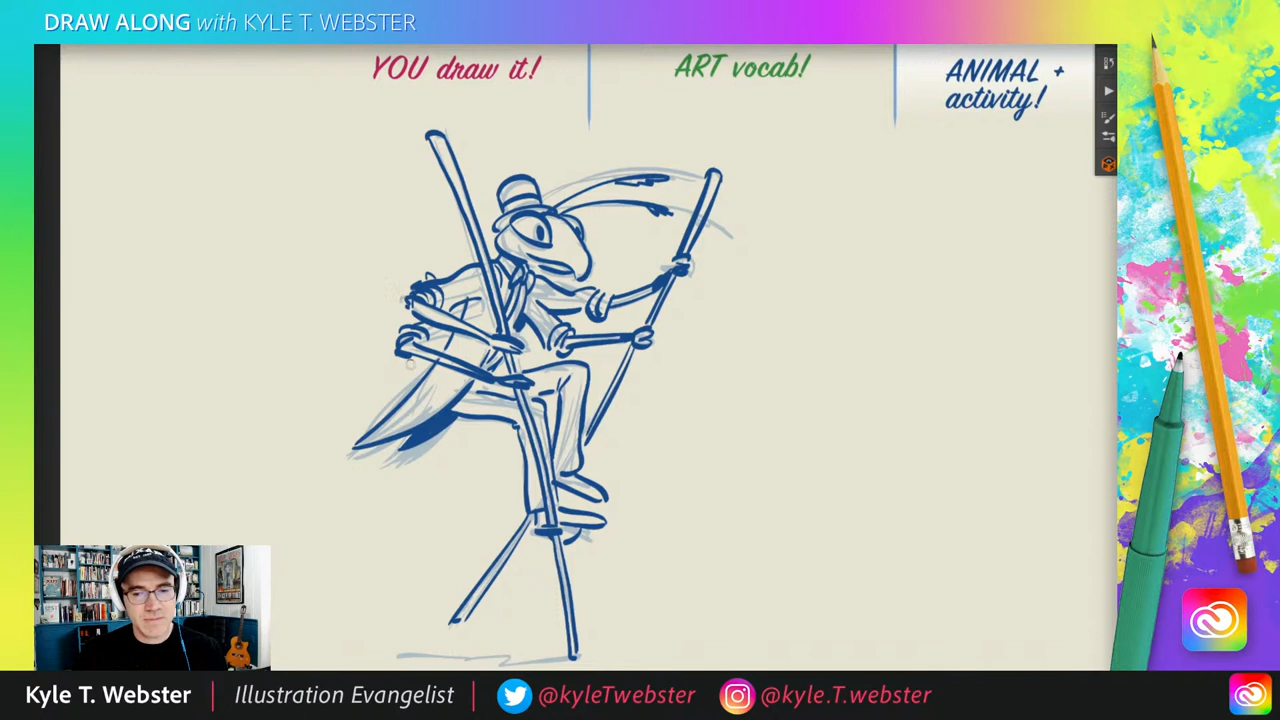 DRAW ALONG with KYLE T. WEBSTER
YOU draw it!
ART vocab!
ANIMAL +
activity!
Kyle T. Webster | Illustration Evangelist | @kyleTwebster @kyle.T.webster